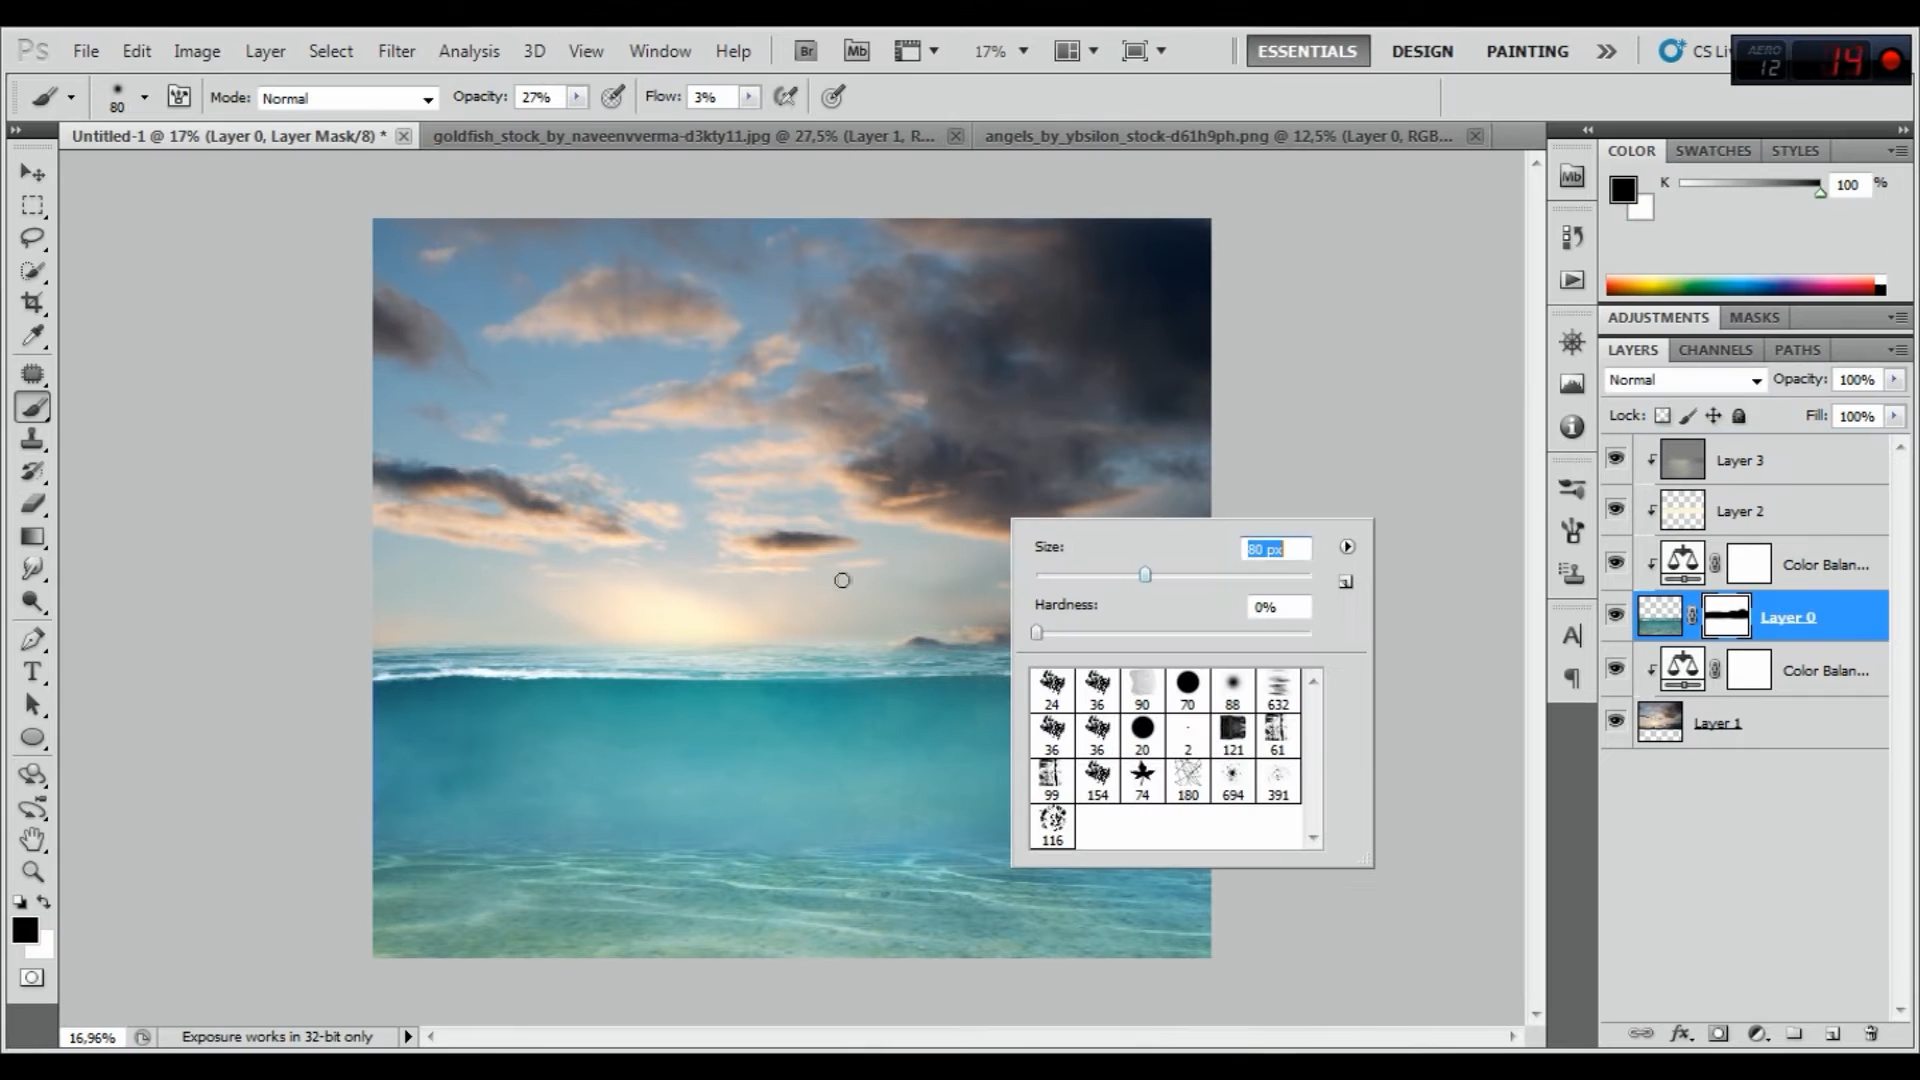 Ps File Edit Image Layer Select Filter Analysis 3D View Window Help Br Mb 17% ESSENTIALS DESIGN PAINTING CS Li
AERO 12 14
80 Mode: Normal Opacity: 27% Flow: 3%
Untitled-1 @ 17% (Layer 0, Layer Mask/8) * goldfish_stock_by_naveenvverma-d3kty11.jpg @ 27,5% (Layer 1, R... angels_by_ybsilon_stock-d61h9ph.png @ 12,5% (Layer 0, RGB...
COLOR SWATCHES STYLES
Mb
K 100 %
ADJUSTMENTS MASKS
LAYERS CHANNELS PATHS
Normal Opacity: 100%
Lock: Fill: 100%
Layer 3
Layer 2
Color Balan...
Layer 0
Color Balan...
Layer 1
Size: 80 px
Hardness: 0%
24 36 90 70 88 632
36 36 20 2 121 61
99 154 74 180 694 391
116
16,96% Exposure works in 32-bit only